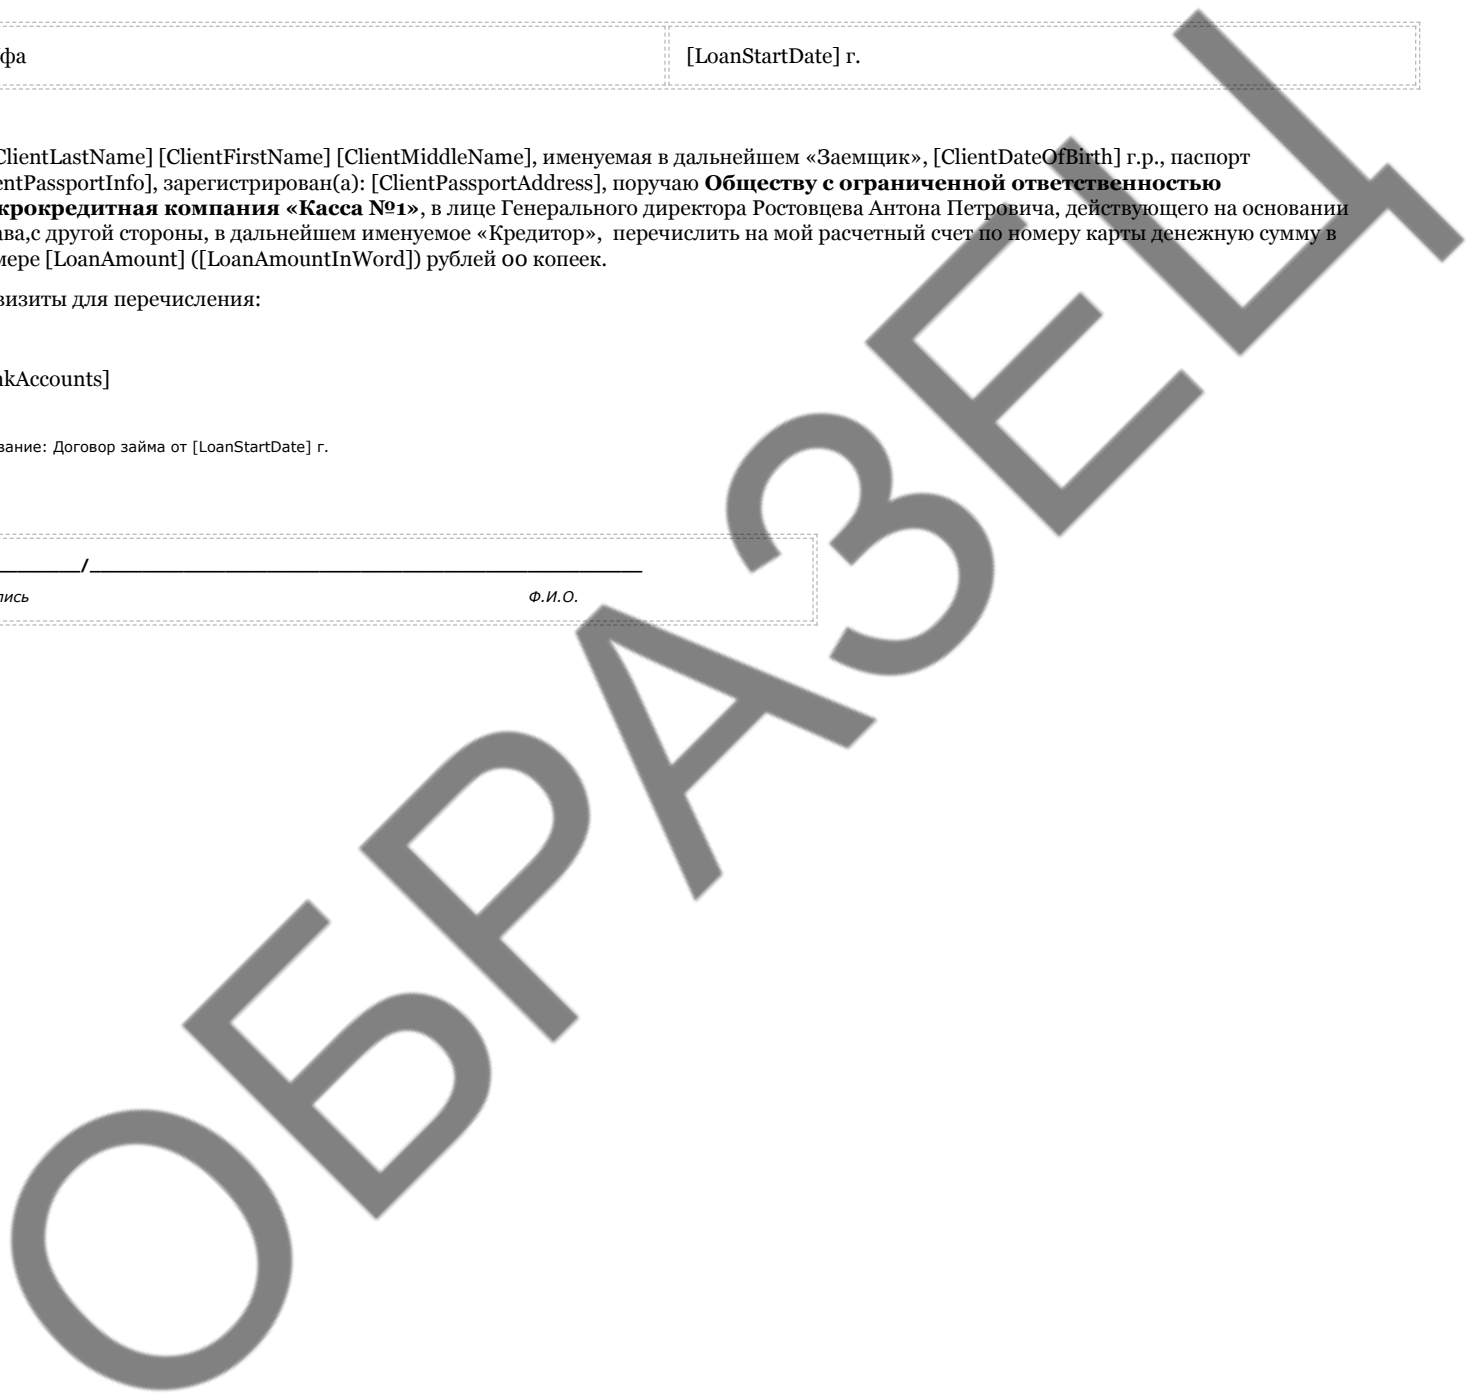 фа
[LoanStartDate] г.
ClientLastName] [ClientFirstName] [ClientMiddleName], именуемая в дальнейшем «Заемщик», [ClientDateOfBirth] г.р., паспорт
entPassportInfo], зарегистрирован(а): [ClientPassportAddress], поручаю Обществу с ограниченной ответственностью
крокредитная компания «Касса №1», в лице Генерального директора Ростовцева Антона Петровича, действующего на основании
ава,с другой стороны, в дальнейшем именуемое «Кредитор», перечислить на мой расчетный счет по номеру карты денежную сумму в
мере [LoanAmount] ([LoanAmountInWord]) рублей 00 копеек.
визиты для перечисления:
nkAccounts]
вание: Договор займа от [LoanStartDate] г.
________/______________________________________________________
пись Ф.И.О.
ОБРАЗЕЦ